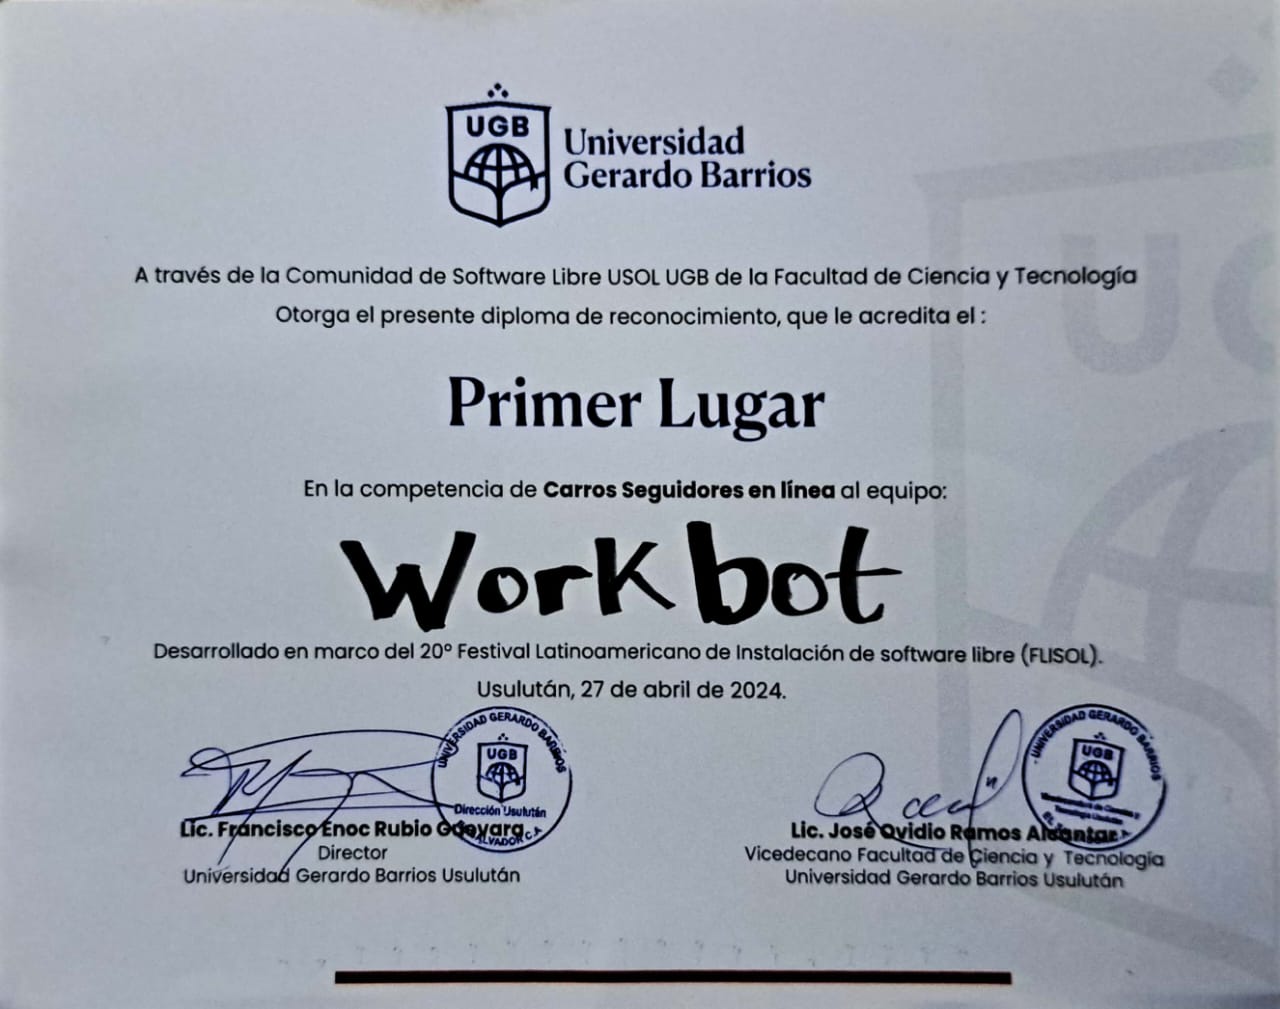 UGB
Universidad
Gerardo Barrios
A través de la Comunidad de Software Libre USOL UGB de la Facultad de Ciencia y Tecnología
Otorga el presente diploma de reconocimiento, que le acredita el :
Primer Lugar
En la competencia de Carros Seguidores en línea al equipo:
Workbot
Desarrollado en marco del 20° Festival Latinoamericano de Instalación de software libre (FLISOL).
Usulután, 27 de abril de 2024.
UNIVERSIDAD GERARDO BARRIOS
UGB
Dirección Usulután
SALVADOR C.A
Lic. Francisco Enoc Rubio Guevara
Director
Universidad Gerardo Barrios Usulután
UNIVERSIDAD GERARDO BARRIOS
UGB
Tecnología Usulután
Lic. José Ovidio Ramos Alcantar
Vicedecano Facultad de Ciencia y Tecnología
Universidad Gerardo Barrios Usulután